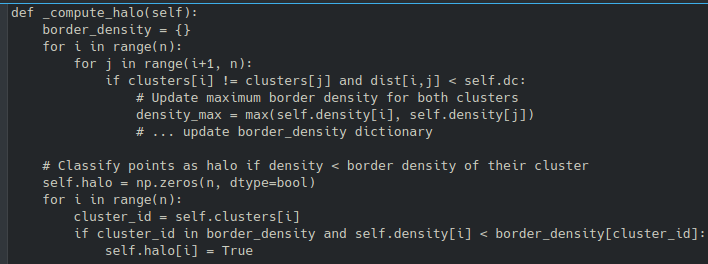 def _compute_halo(self):
    border_density = {}
    for i in range(n):
        for j in range(i+1, n):
            if clusters[i] != clusters[j] and dist[i,j] < self.dc:
                # Update maximum border density for both clusters
                density_max = max(self.density[i], self.density[j])
                # ... update border_density dictionary

    # Classify points as halo if density < border density of their cluster
    self.halo = np.zeros(n, dtype=bool)
    for i in range(n):
        cluster_id = self.clusters[i]
        if cluster_id in border_density and self.density[i] < border_density[cluster_id]:
            self.halo[i] = True